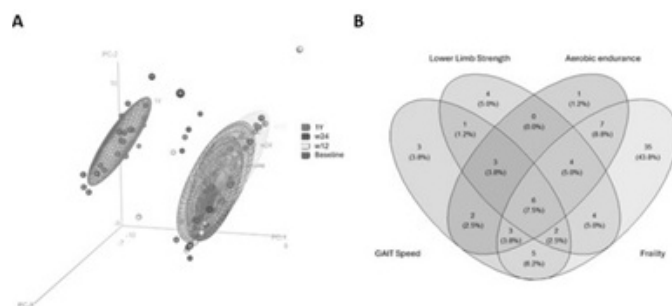 A
B
PC-2
1Y
1Y
w24
w12
Baseline
Lower Limb Strength
Aerobic endurance
4
(5.0%)
1
(1.2%)
1
(1.2%)
0
(0.0%)
7
(8.8%)
3
(3.8%)
35
(43.8%)
3
(3.8%)
4
(5.0%)
6
(7.5%)
2
(2.5%)
4
(5.0%)
3
(3.8%)
2
(2.5%)
5
(6.2%)
GAIT Speed
Frailty